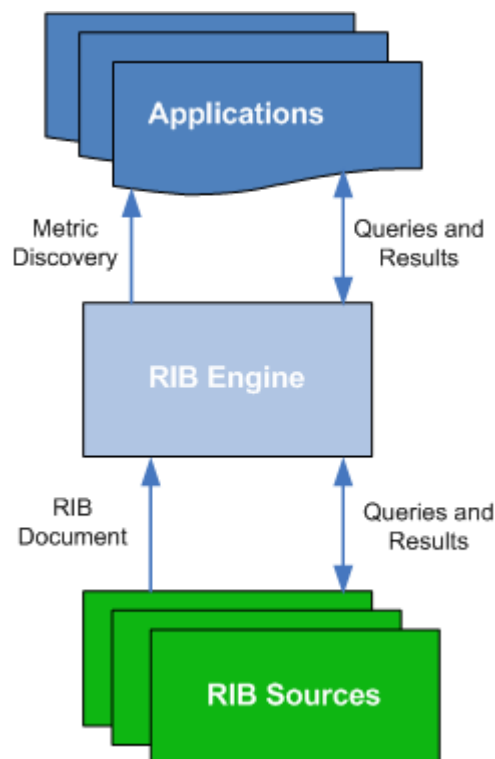 Applications
Metric
Discovery
Queries and
Results
RIB Engine
RIB
Document
Queries and
Results
RIB Sources